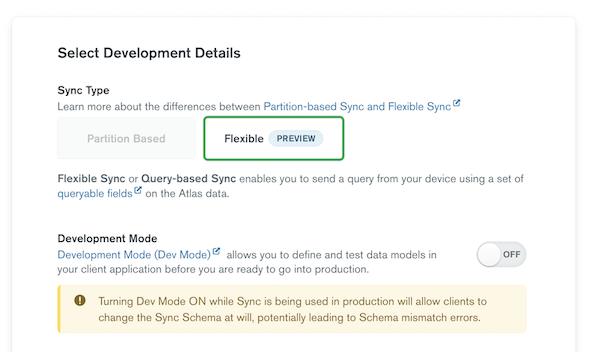 Select Development Details
Sync Type
Learn more about the differences between Partition-based Sync and Flexible Sync
Partition Based
Flexible PREVIEW
Flexible Sync or Query-based Sync enables you to send a query from your device using a set of
queryable fields on the Atlas data.
Development Mode
Development Mode (Dev Mode) allows you to define and test data models in
your client application before you are ready to go into production.
OFF
Turning Dev Mode ON while Sync is being used in production will allow clients to
change the Sync Schema at will, potentially leading to Schema mismatch errors.